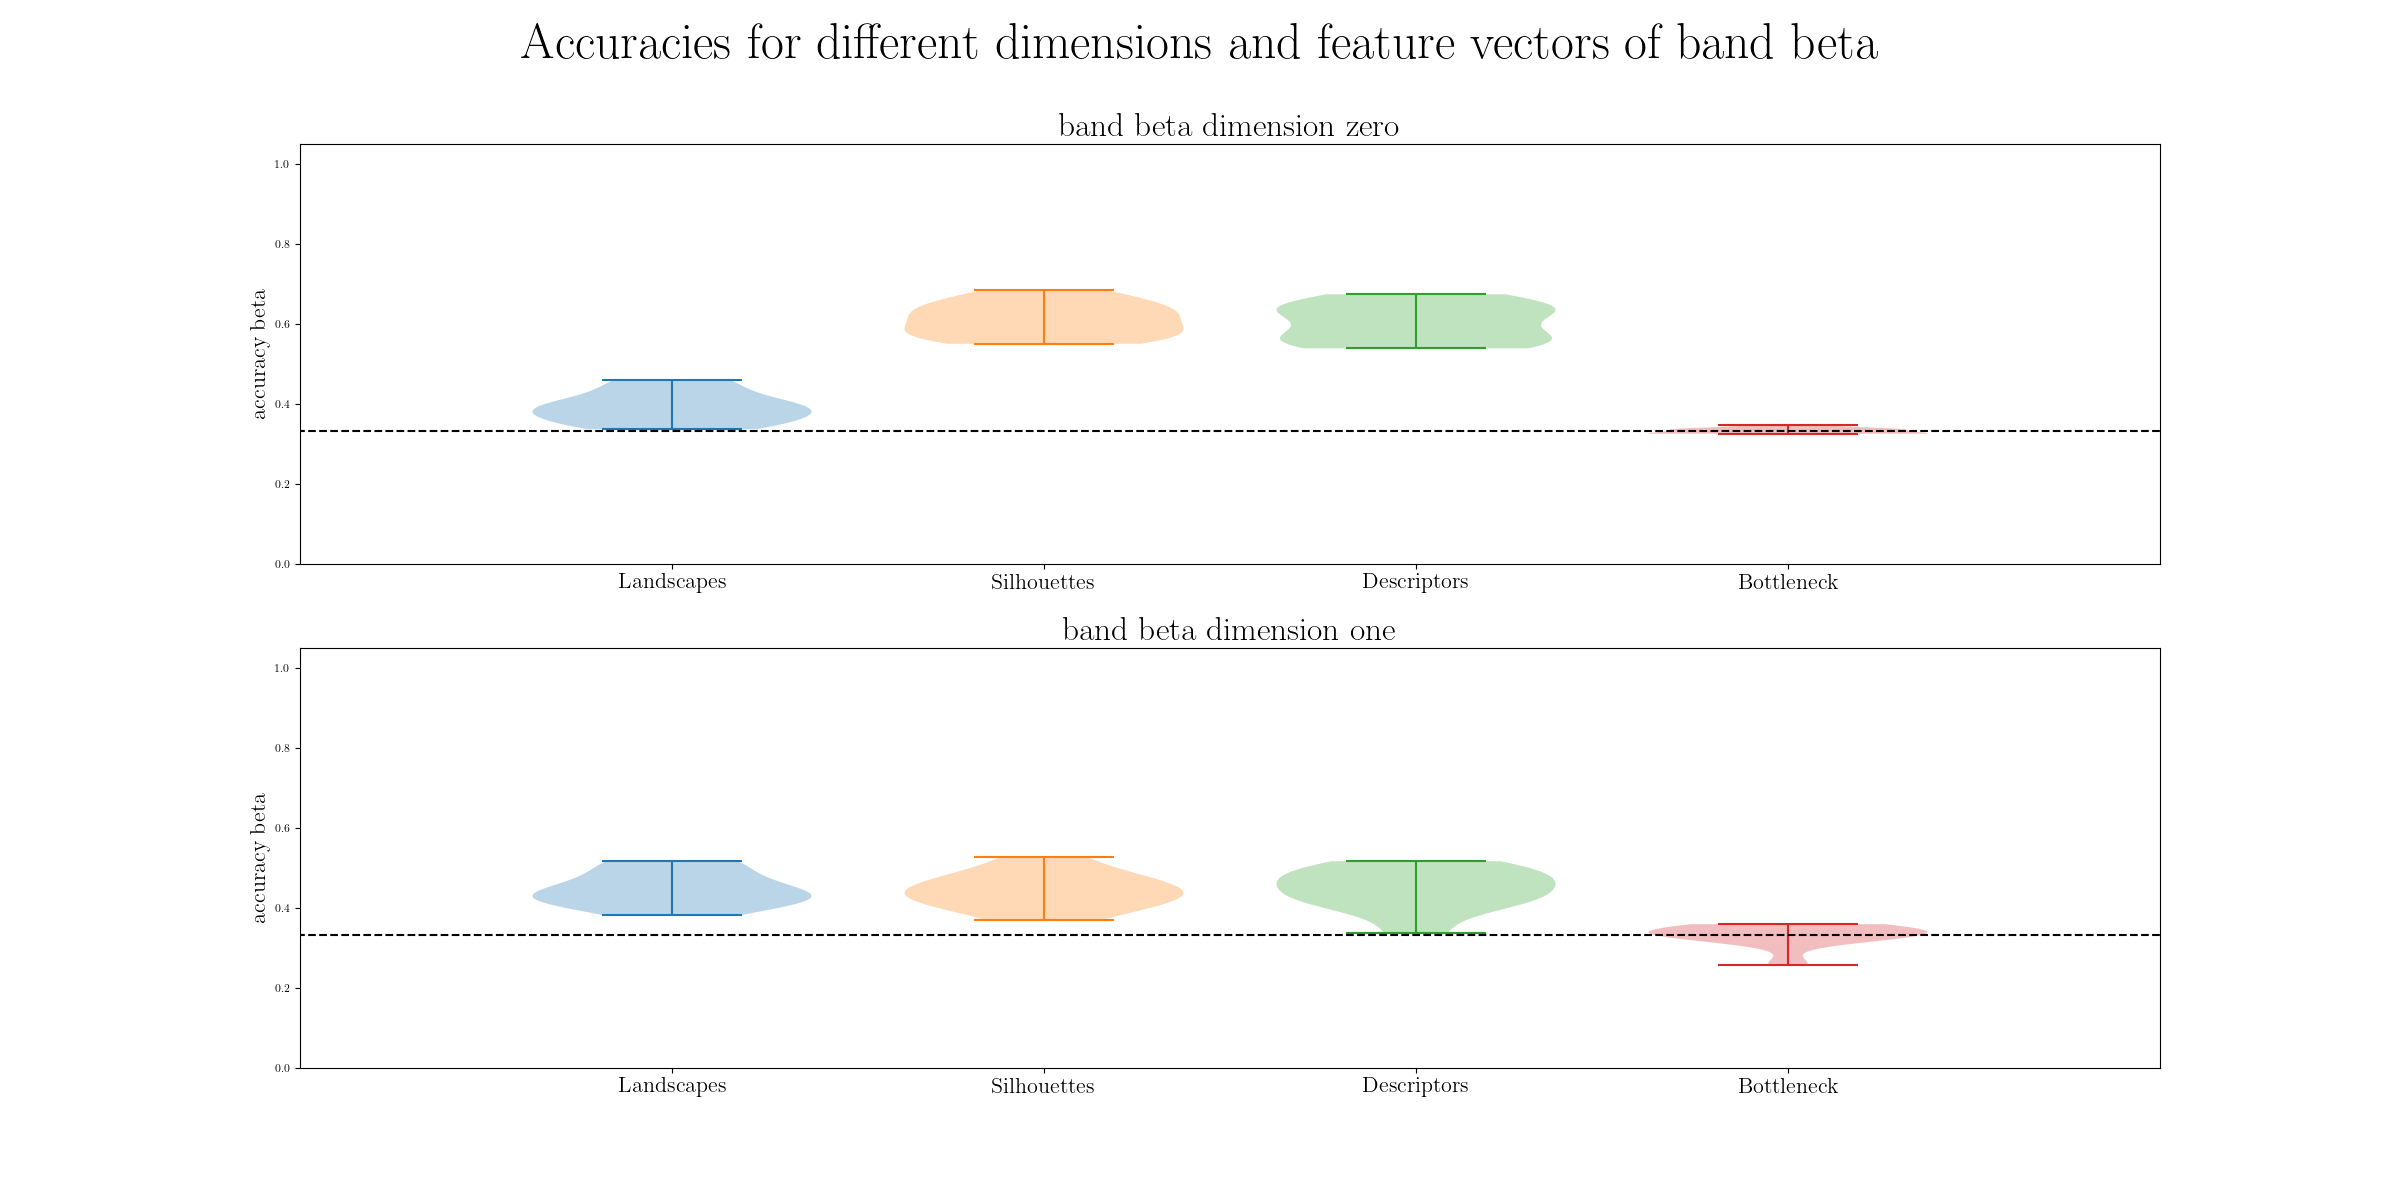 Accuracies for different dimensions and feature vectors of band beta
band beta dimension zero
accuracy beta
1.0
0.8
0.6
0.4
0.2
0.0
Landscapes Silhouettes Descriptors Bottleneck
band beta dimension one
accuracy beta
1.0
0.8
0.6
0.4
0.2
0.0
Landscapes Silhouettes Descriptors Bottleneck